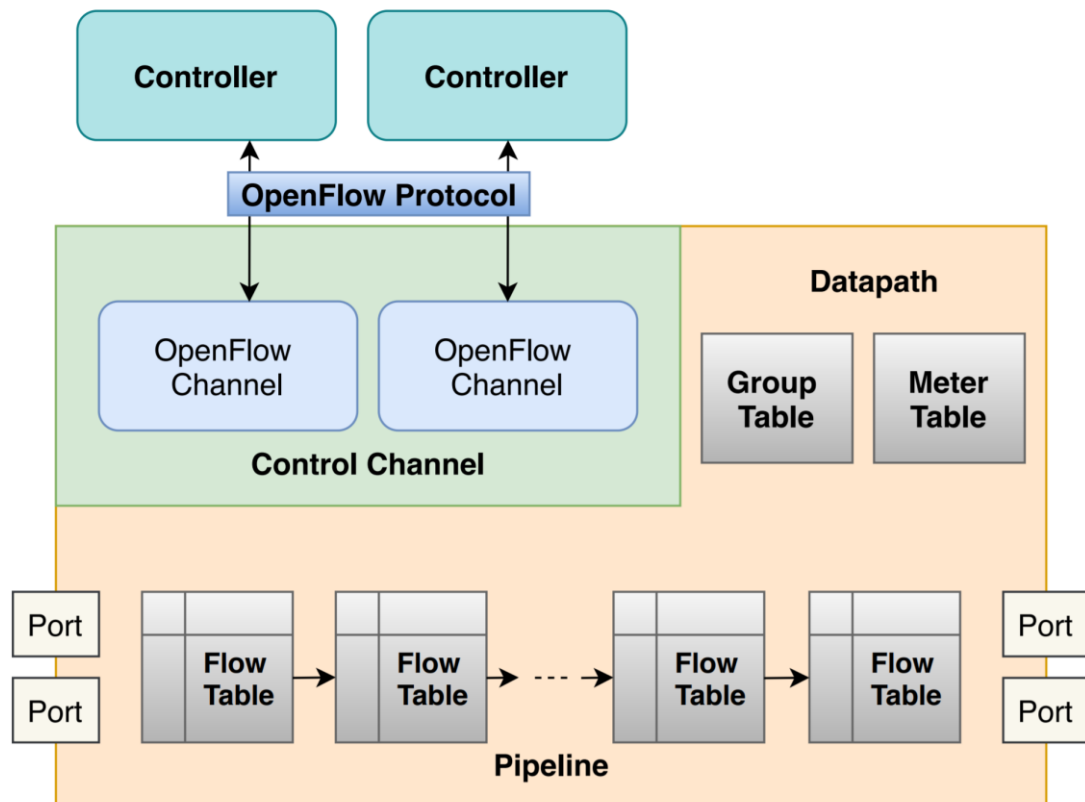 Controller
Controller
OpenFlow Protocol
Datapath
OpenFlow
Channel
OpenFlow
Channel
Group
Table
Meter
Table
Control Channel
Port
Port
Flow
Table
Flow
Table
Flow
Table
Flow
Table
Port
Port
Pipeline